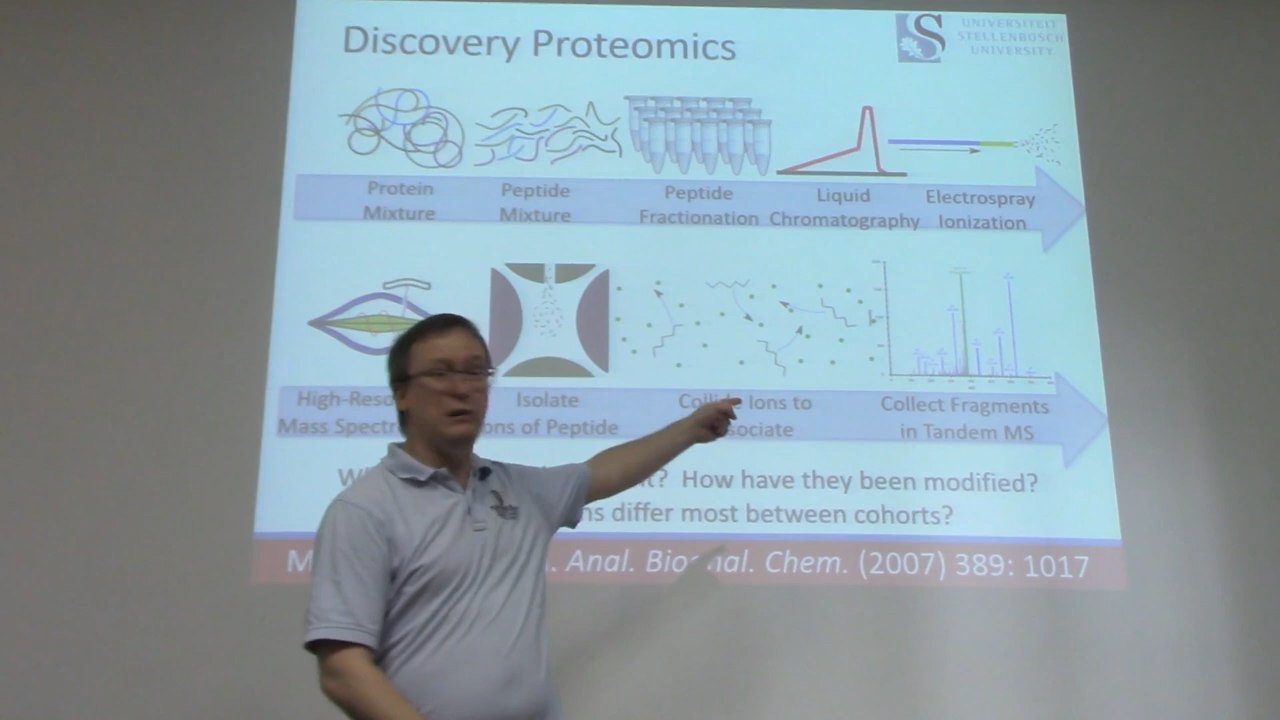 Discovery Proteomics
UNIVERSITEIT
STELLENBOSCH
UNIVERSITY
Protein
Mixture
Peptide
Mixture
Peptide
Fractionation
Liquid
Chromatography
Electrospray
Ionization
High-Reso
Mass Spectr
Isolate
ons of Peptide
Collide Ions to
sociate
Collect Fragments
in Tandem MS
How have they been modified?
ns differ most between cohorts?
Anal. Bioanal. Chem. (2007) 389: 1017